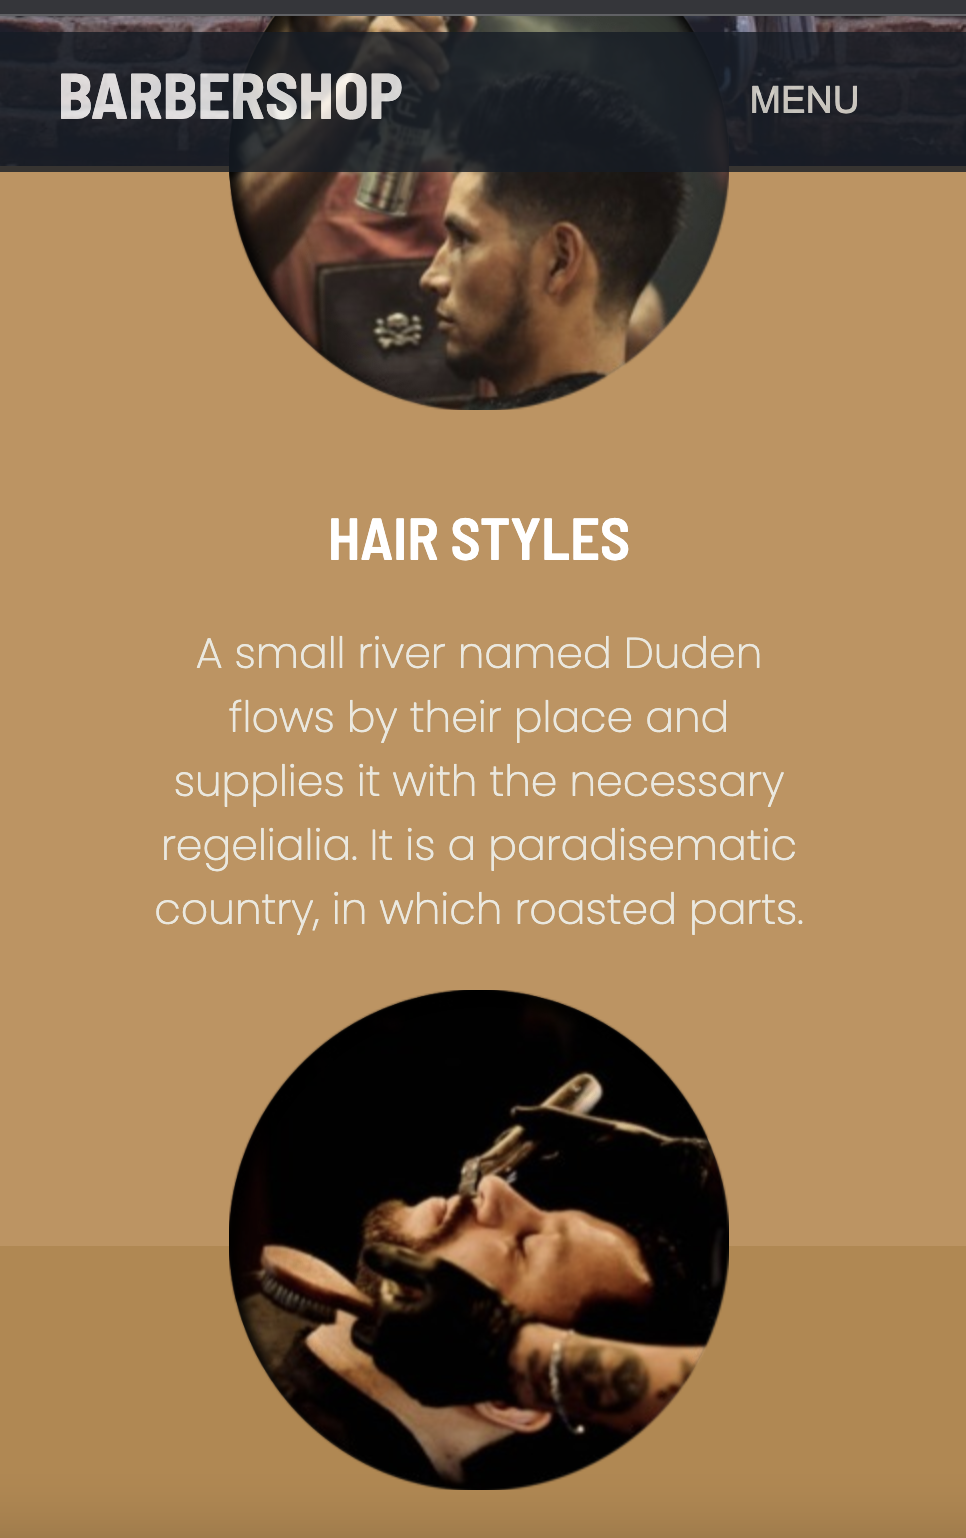 BARBERSHOP
MENU
HAIR STYLES
A small river named Duden
flows by their place and
supplies it with the necessary
regelialia. It is a paradisematic
country, in which roasted parts.